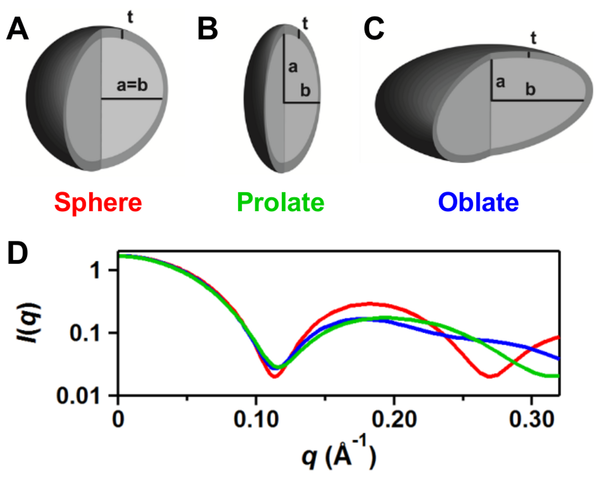 A
t
a=b
Sphere
B
t
a
b
Prolate
C
t
a
b
Oblate
D
I(q)
1
0.1
0.01
0
0.10
0.20
0.30
q (Å⁻¹)